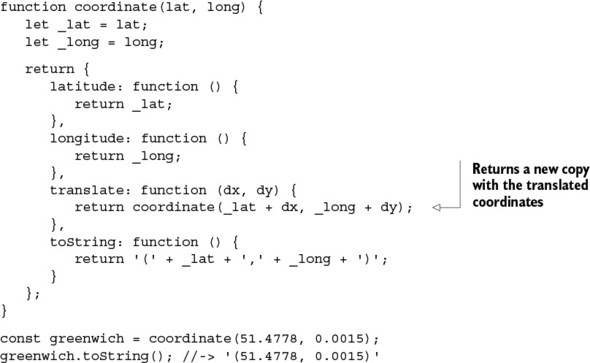 function coordinate(lat, long) {
   let _lat = lat;
   let _long = long;
   return {
      latitude: function () {
         return _lat;
      },
      longitude: function () {
         return _long;
      },
      translate: function (dx, dy) {
         return coordinate(_lat + dx, _long + dy);
      },
      toString: function () {
         return '(' + _lat + ',' + _long + ')';
      }
   };
}
Returns a new copy
with the translated
coordinates
const greenwich = coordinate(51.4778, 0.0015);
greenwich.toString(); //-> '(51.4778, 0.0015)'